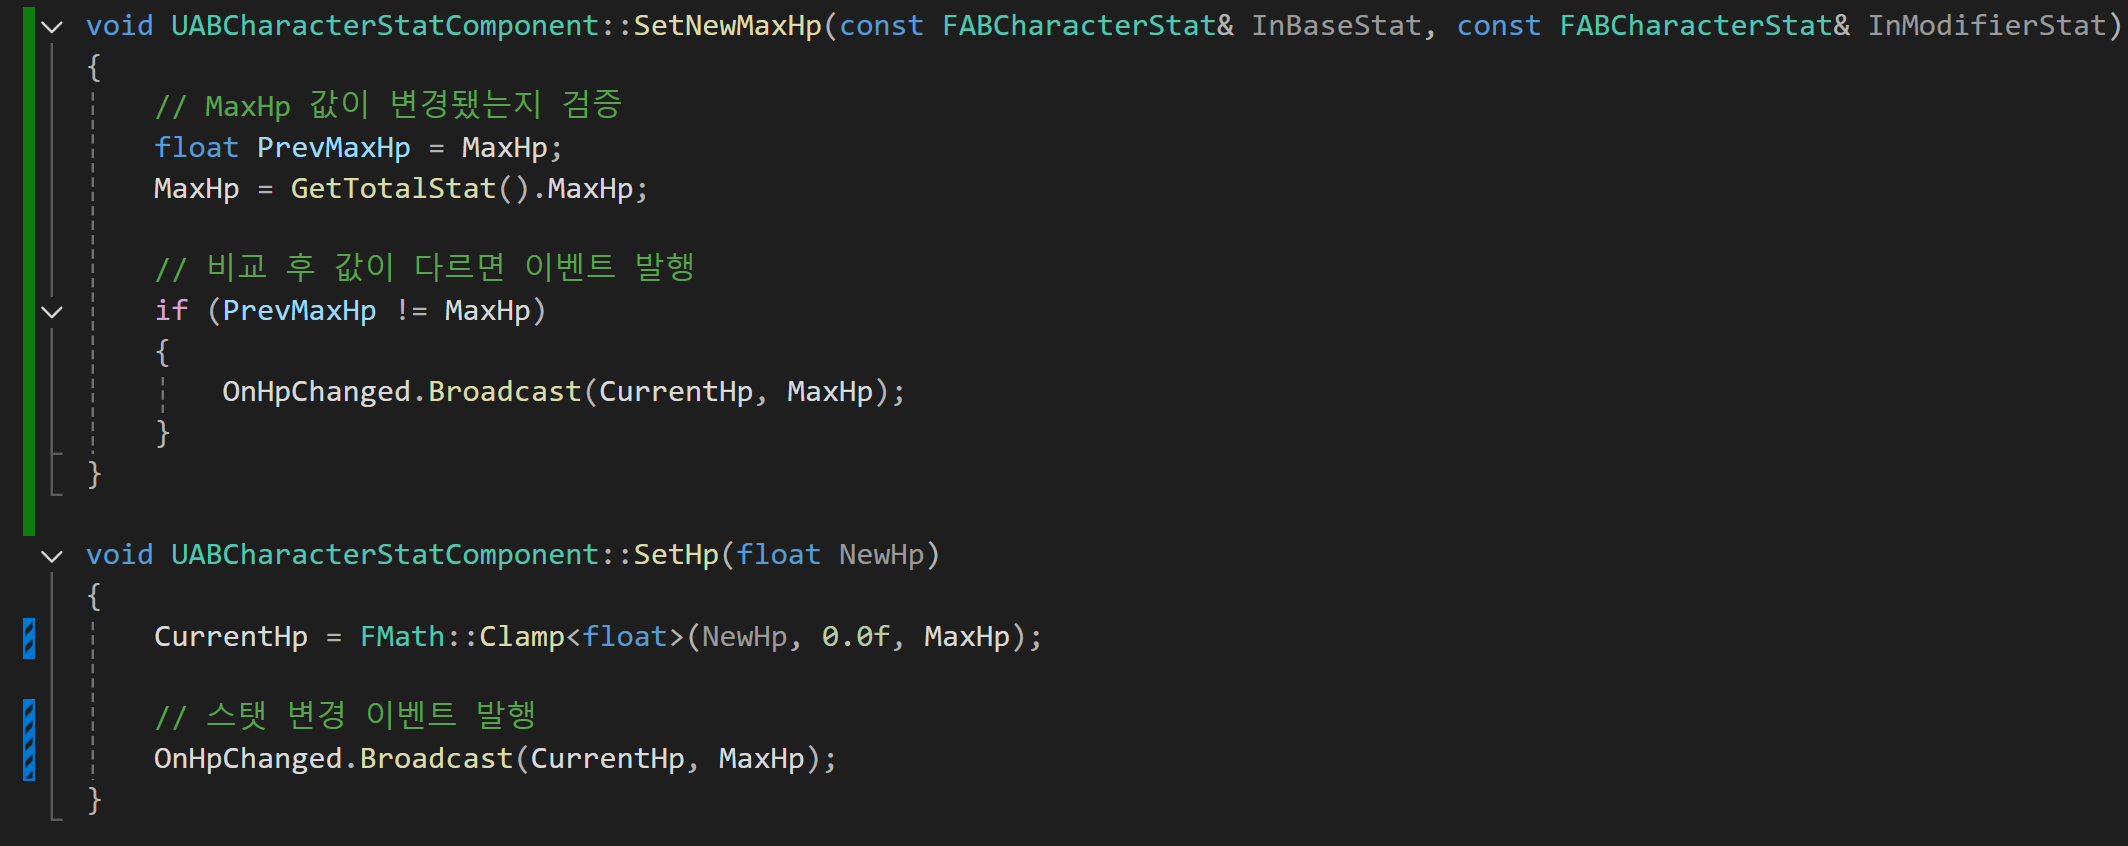 void UABCharacterStatComponent::SetNewMaxHp(const FABCharacterStat& InBaseStat, const FABCharacterStat& InModifierStat)
{
    // MaxHp 값이 변경됐는지 검증
    float PrevMaxHp = MaxHp;
    MaxHp = GetTotalStat().MaxHp;

    // 비교 후 값이 다르면 이벤트 발행
    if (PrevMaxHp != MaxHp)
    {
        OnHpChanged.Broadcast(CurrentHp, MaxHp);
    }
}

void UABCharacterStatComponent::SetHp(float NewHp)
{
    CurrentHp = FMath::Clamp<float>(NewHp, 0.0f, MaxHp);

    // 스탯 변경 이벤트 발행
    OnHpChanged.Broadcast(CurrentHp, MaxHp);
}